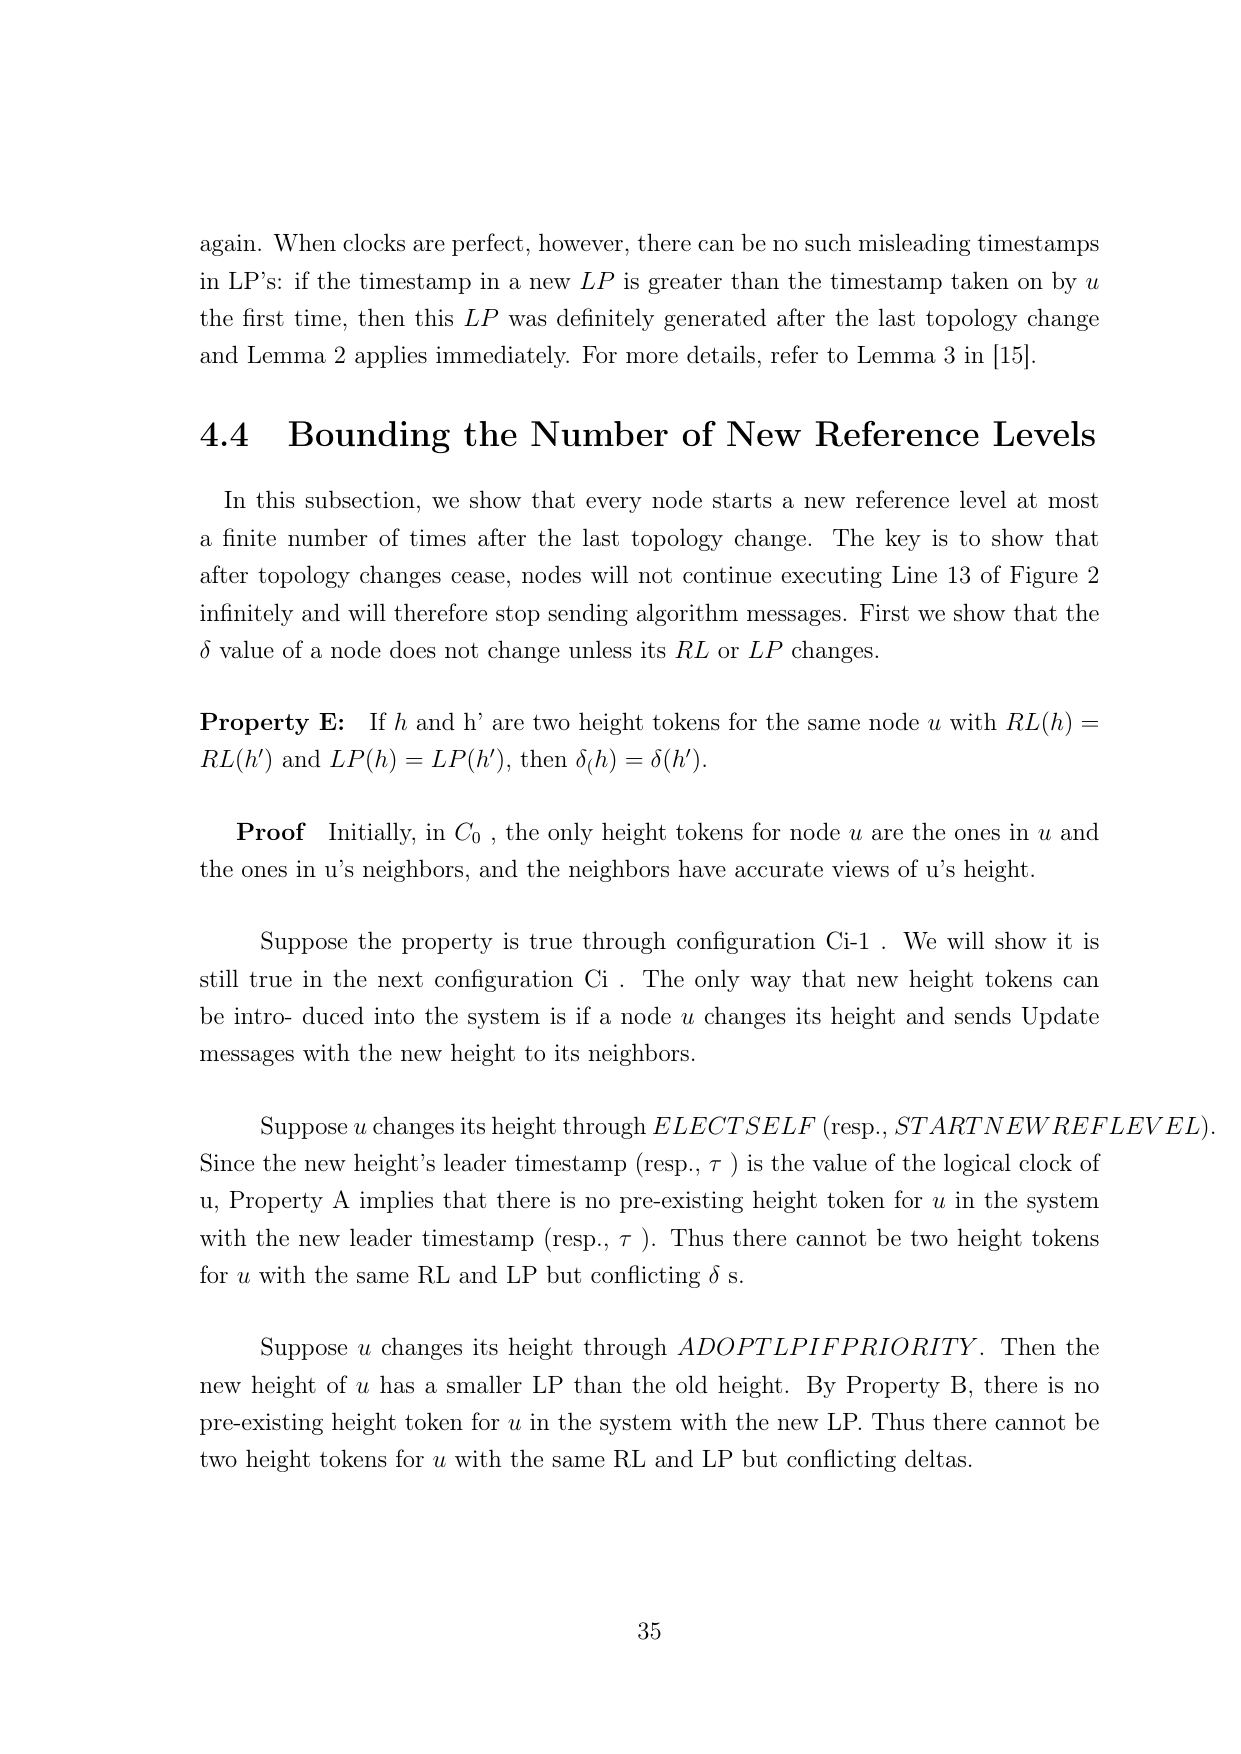 again. When clocks are perfect, however, there can be no such misleading timestamps
in LP's: if the timestamp in a new LP is greater than the timestamp taken on by u
the first time, then this LP was definitely generated after the last topology change
and Lemma 2 applies immediately. For more details, refer to Lemma 3 in [15].
4.4 Bounding the Number of New Reference Levels
In this subsection, we show that every node starts a new reference level at most
a finite number of times after the last topology change. The key is to show that
after topology changes cease, nodes will not continue executing Line 13 of Figure 2
infinitely and will therefore stop sending algorithm messages. First we show that the
δ value of a node does not change unless its RL or LP changes.
Property E: If h and h’ are two height tokens for the same node u with RL(h) =
RL(h′) and LP(h) = LP(h′), then δ₍h) = δ(h′).
Proof Initially, in C₀ , the only height tokens for node u are the ones in u and
the ones in u’s neighbors, and the neighbors have accurate views of u’s height.
Suppose the property is true through configuration Ci-1 . We will show it is
still true in the next configuration Ci . The only way that new height tokens can
be intro- duced into the system is if a node u changes its height and sends Update
messages with the new height to its neighbors.
Suppose u changes its height through ELECTSELF (resp., STARTNEWREFLEVEL).
Since the new height’s leader timestamp (resp., τ ) is the value of the logical clock of
u, Property A implies that there is no pre-existing height token for u in the system
with the new leader timestamp (resp., τ ). Thus there cannot be two height tokens
for u with the same RL and LP but conflicting δ s.
Suppose u changes its height through ADOPTLPIFPRIORITY. Then the
new height of u has a smaller LP than the old height. By Property B, there is no
pre-existing height token for u in the system with the new LP. Thus there cannot be
two height tokens for u with the same RL and LP but conflicting deltas.
35